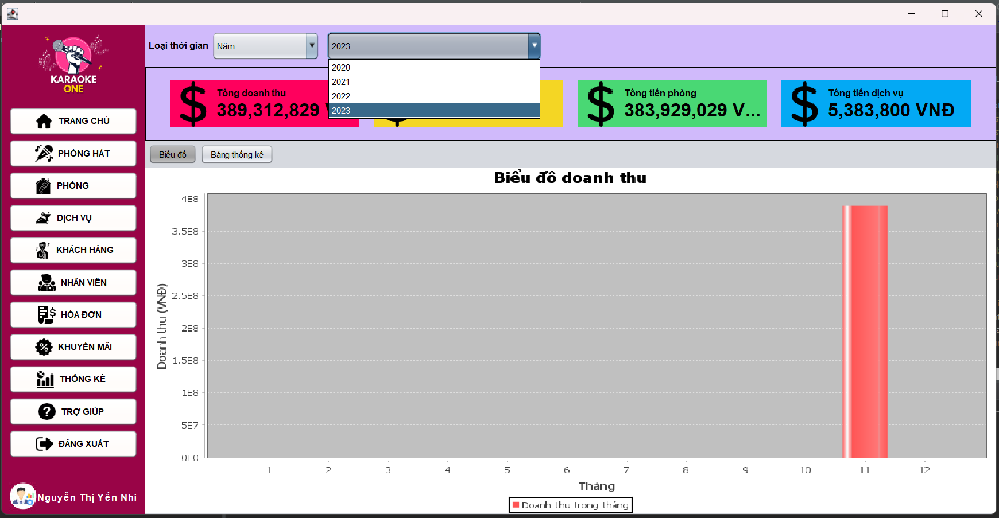 KARAOKE
ONE
TRANG CHỦ
PHÒNG HÁT
PHÒNG
DỊCH VỤ
KHÁCH HÀNG
NHÂN VIÊN
HÓA ĐƠN
KHUYẾN MÃI
THỐNG KÊ
TRỢ GIÚP
ĐĂNG XUẤT
Nguyễn Thị Yến Nhi
Loại thời gian
Năm
2023
2020
2021
2022
2023
Tổng doanh thu
389,312,829
Tổng tiền phòng
383,929,029 V...
Tổng tiền dịch vụ
5,383,800 VNĐ
Biểu đồ
Bảng thống kê
Biểu đồ doanh thu
Doanh thu (VNĐ)
4E8
3.5E8
3E8
2.5E8
2E8
1.5E8
1E8
5E7
0E0
1 2 3 4 5 6 7 8 9 10 11 12
Tháng
Doanh thu trong tháng